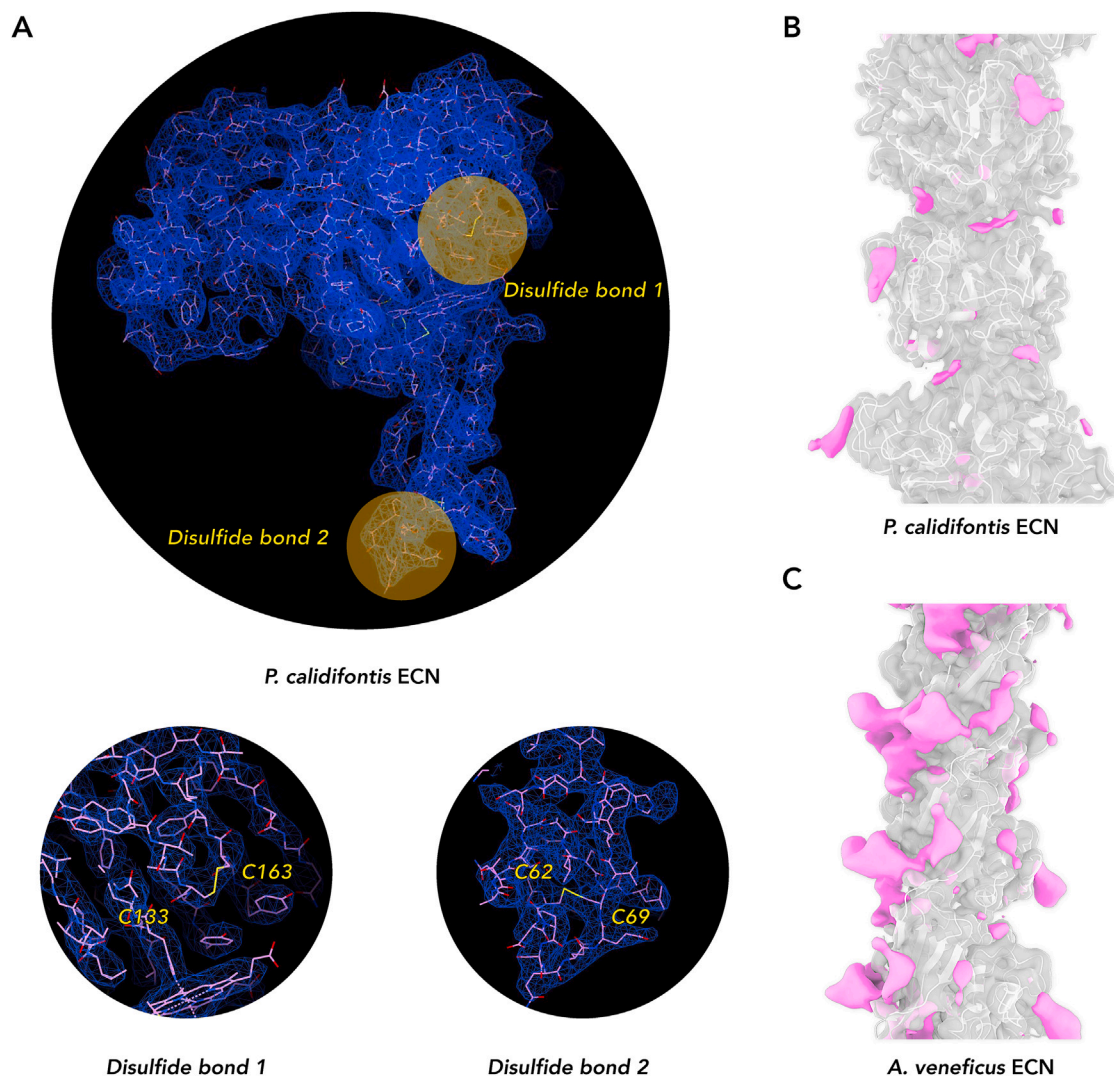 A
Disulfide bond 1
Disulfide bond 2
P. calidifontis ECN
C163
C133
Disulfide bond 1
C62
C69
Disulfide bond 2
B
P. calidifontis ECN
C
A. veneficus ECN